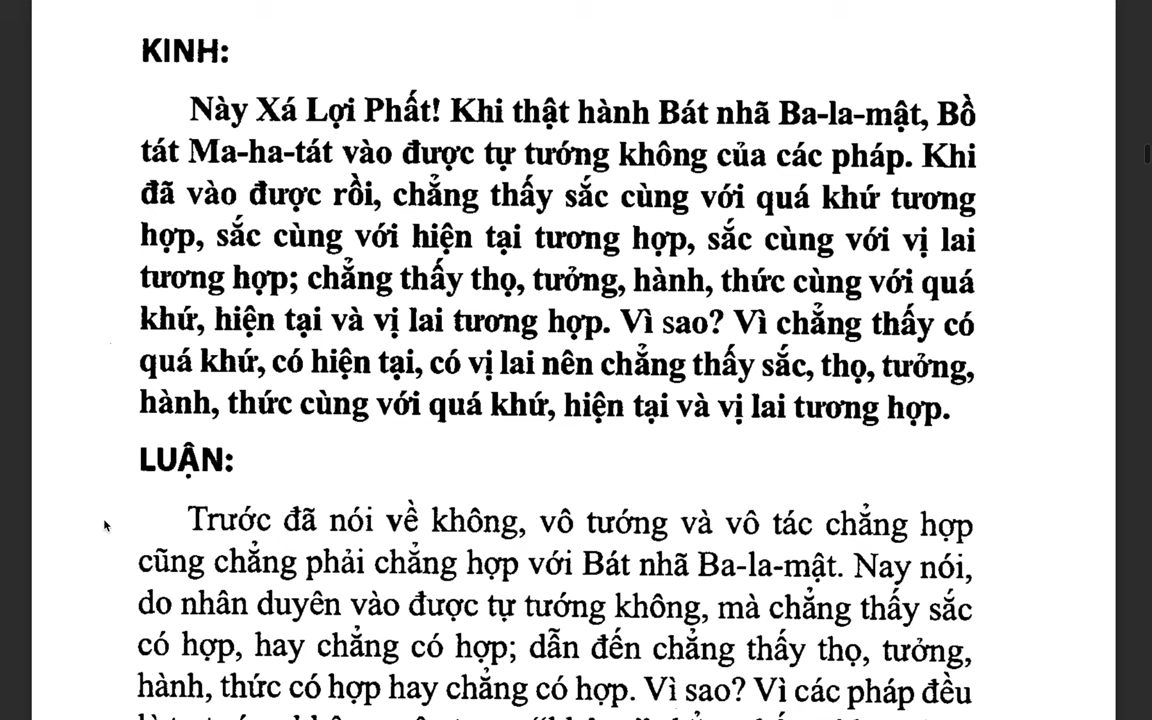 KINH:
Này Xá Lợi Phất! Khi thật hành Bát nhã Ba-la-mật, Bồ
tát Ma-ha-tát vào được tự tướng không của các pháp. Khi
đã vào được rồi, chẳng thấy sắc cùng với quá khứ tương
hợp, sắc cùng với hiện tại tương hợp, sắc cùng với vị lai
tương hợp; chẳng thấy thọ, tưởng, hành, thức cùng với quá
khứ, hiện tại và vị lai tương hợp. Vì sao? Vì chẳng thấy có
quá khứ, có hiện tại, có vị lai nên chẳng thấy sắc, thọ, tưởng,
hành, thức cùng với quá khứ, hiện tại và vị lai tương hợp.
LUẬN:
Trước đã nói về không, vô tướng và vô tác chẳng hợp
cũng chẳng phải chẳng hợp với Bát nhã Ba-la-mật. Nay nói,
do nhân duyên vào được tự tướng không, mà chẳng thấy sắc
có hợp, hay chẳng có hợp; dẫn đến chẳng thấy thọ, tưởng,
hành, thức có hợp hay chẳng có hợp. Vì sao? Vì các pháp đều